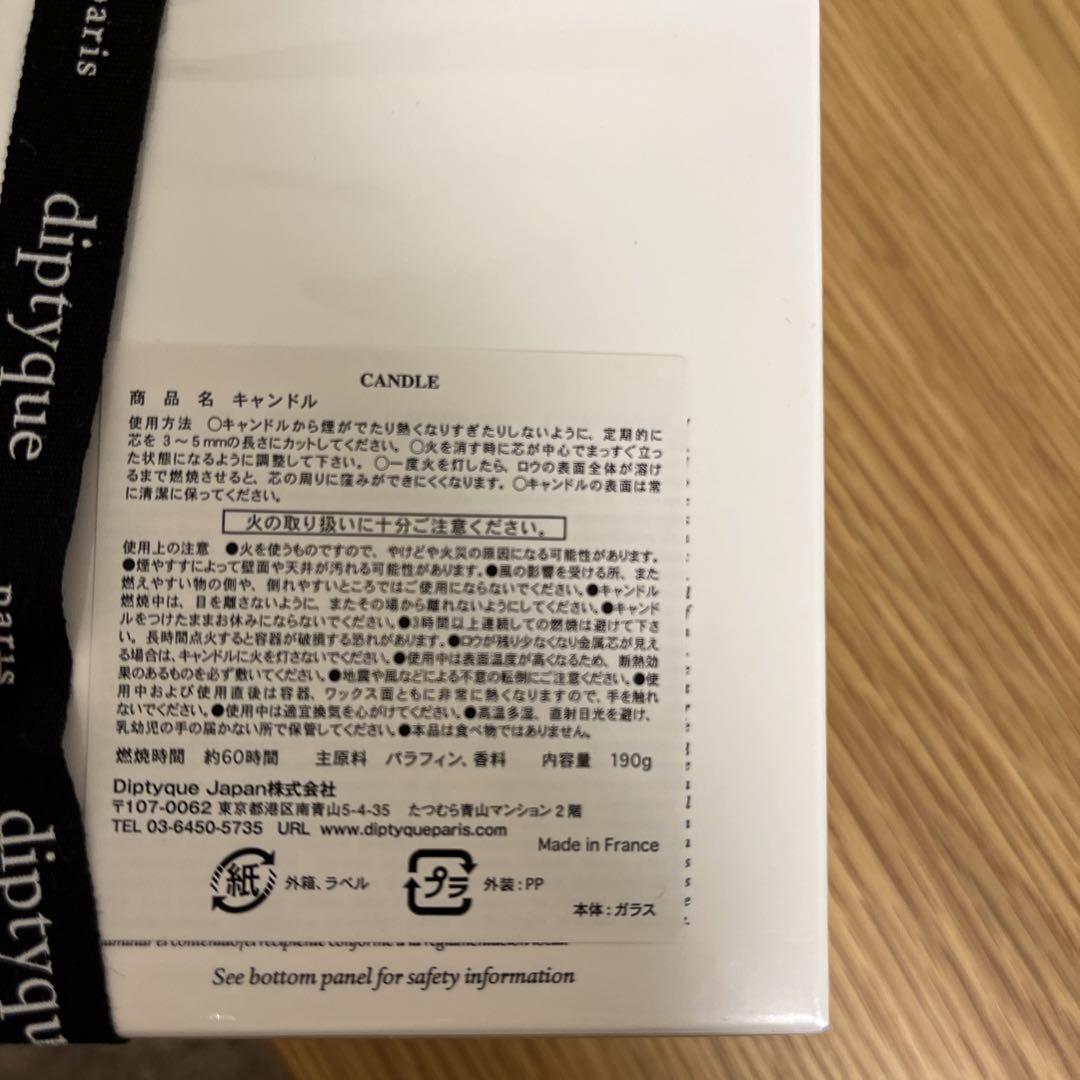 paris
diptyque
paris
diptyqu
CANDLE
商品名 キャンドル
使用方法 ○キャンドルから煙がでたり熱くなりすぎたりしないように、定期的に
芯を3〜5mmの長さにカットしてください。○火を消す時に芯が中心でまっすぐ立っ
た状態になるように調整して下さい。○一度火を灯したら、ロウの表面全体が溶け
るまで燃焼させると、芯の周りに窪みができにくくなります。○キャンドルの表面は常
に清潔に保ってください。
火の取り扱いに十分ご注意ください。
使用上の注意 ●火を使うものですので、やけどや火災の原因になる可能性があります。
●煙やすすによって壁面や天井が汚れる可能性があります。●風の影響を受ける所、また
燃えやすい物の側や、倒れやすいところではご使用にならないでください。●キャンドル
燃焼中は、目を離さないように、またその場から離れないようにしてください。●キャンド
ルをつけたままお休みにならないでください。●3時間以上連続しての燃焼は避けて下さ
い。長時間点火すると容器が破損する恐れがあります。●ロウが残り少なくなり金属芯が見え
る場合は、キャンドルに火を灯さないでください。●使用中は表面温度が高くなるため、断熱効
果のあるものを必ず敷いてください。●地震や風などによる不意の転倒にご注意ください。●使
用中および使用直後は容器、ワックス面ともに非常に熱くなりますので、手を触れ
ないでください。●使用中は適宜換気を心がけてください。●高温多湿、直射日光を避け、
乳幼児の手の届かない所で保管してください。●本品は食べ物ではありません。
燃焼時間 約60時間 主原料 パラフィン、香料 内容量 190g
Diptyque Japan株式会社
〒107-0062 東京都港区南青山5-4-35 たつむら青山マンション2階
TEL 03-6450-5735 URL www.diptyqueparis.com
Made in France
紙 外箱、ラベル プラ 外装:PP
本体:ガラス
See bottom panel for safety information